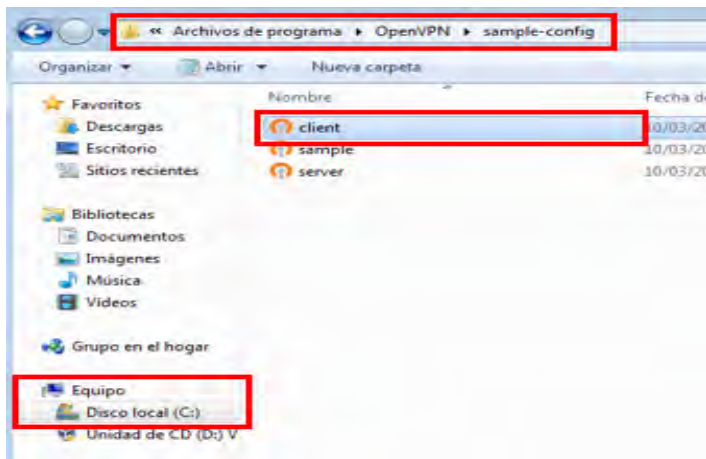 « Archivos de programa ▸ OpenVPN ▸ sample-config
Organizar Abrir Nueva carpeta
Nombre Fecha de
Favoritos
Descargas
Escritorio
Sitios recientes
client 10/03/20
sample 10/03/20
server 10/03/20
Bibliotecas
Documentos
Imágenes
Música
Vídeos
Grupo en el hogar
Equipo
Disco local (C:)
Unidad de CD (D:) V